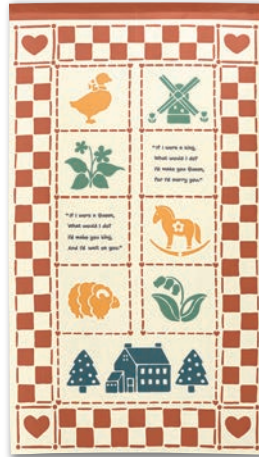 "If I were a king,
What would I do?
I'd make you Queen,
For I'd marry you."
"If I were a Queen,
What would I do?
I'd make you king,
And I'd wait on you."